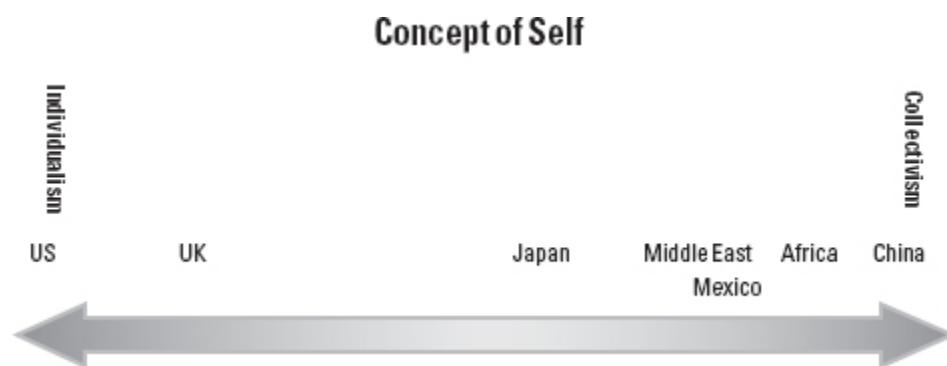 Concept of Self
Individualism
Collectivism
US UK Japan Middle East Africa China
Mexico